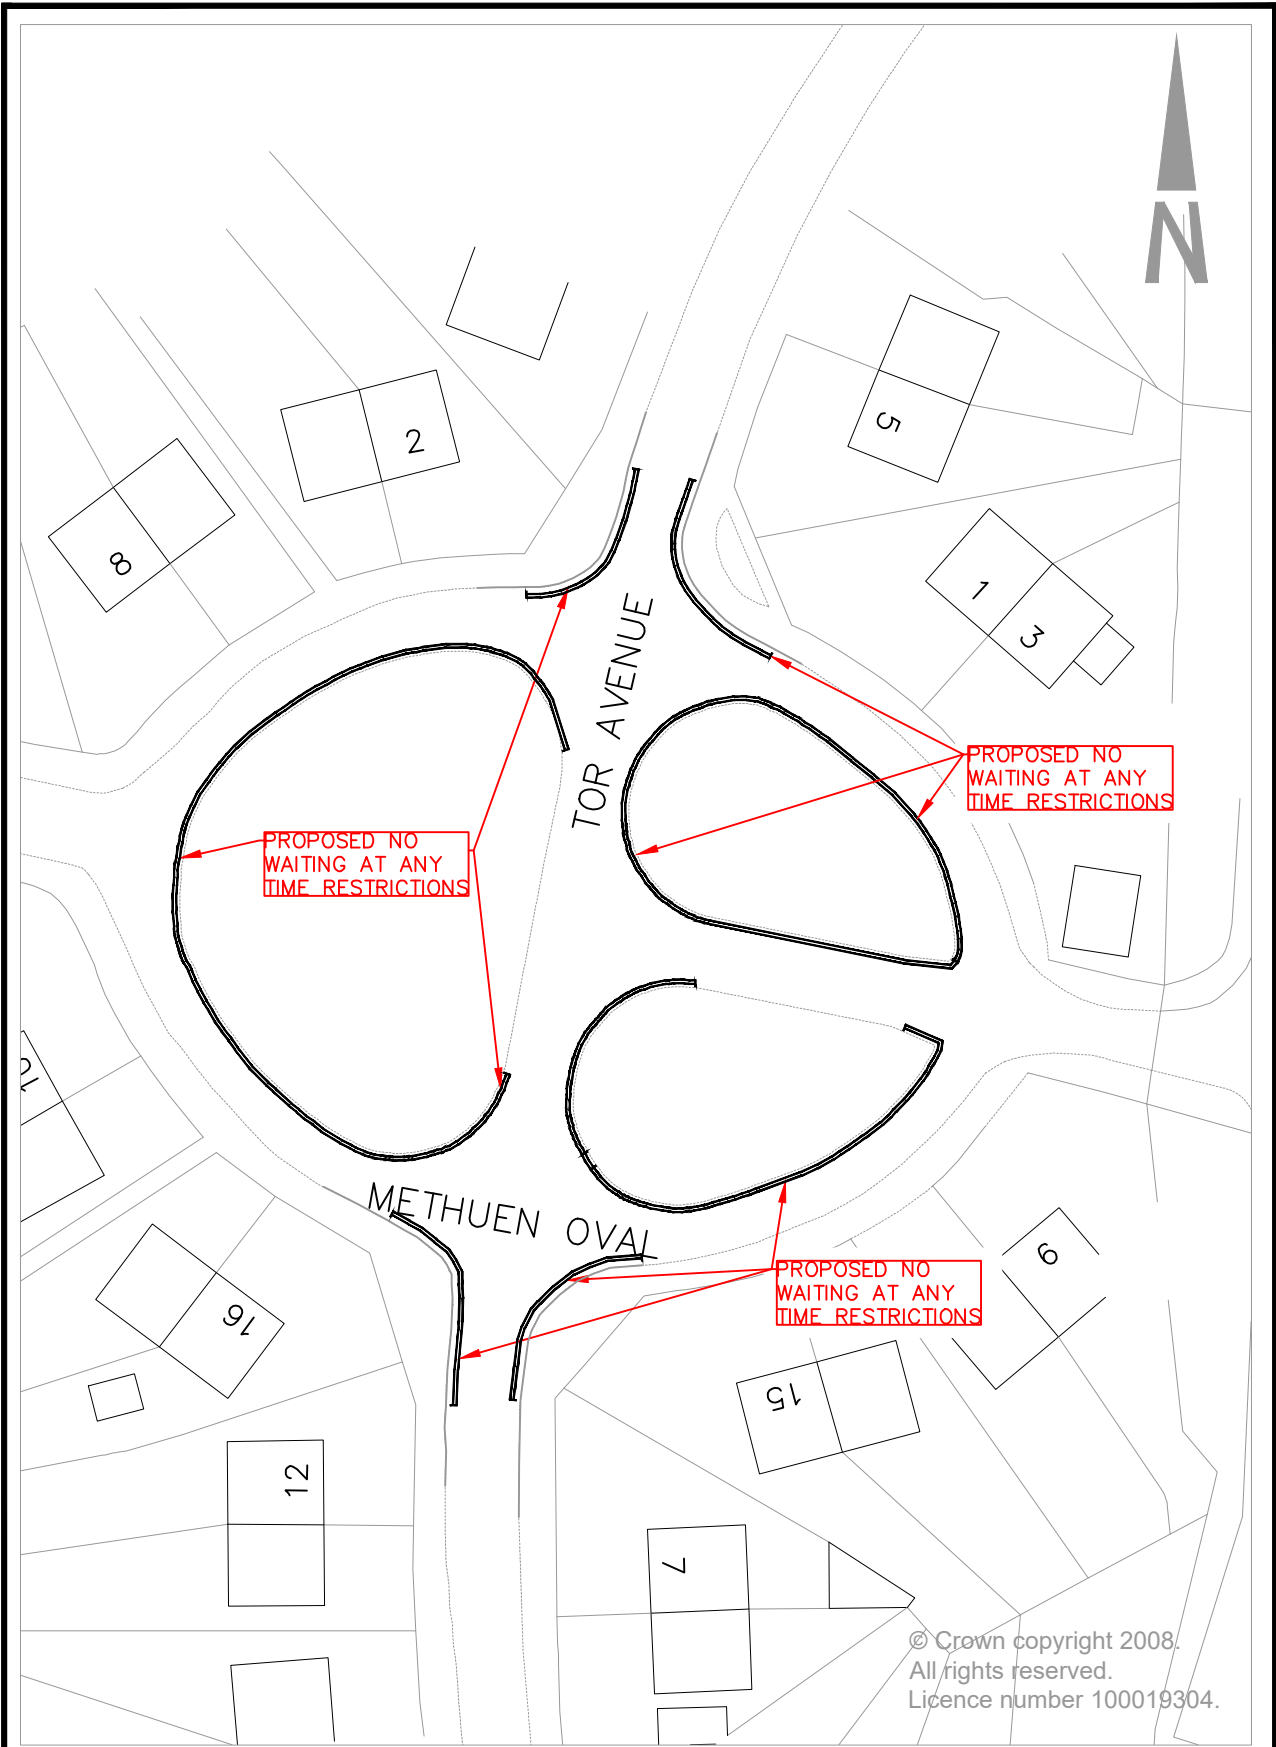 N
2
5
8
1
3
TOR AVENUE
PROPOSED NO
WAITING AT ANY
TIME RESTRICTIONS
PROPOSED NO
WAITING AT ANY
TIME RESTRICTIONS
10
METHUEN OVAL
9
PROPOSED NO
WAITING AT ANY
TIME RESTRICTIONS
16
15
12
7
© Crown copyright 2008.
All rights reserved.
Licence number 100019304.